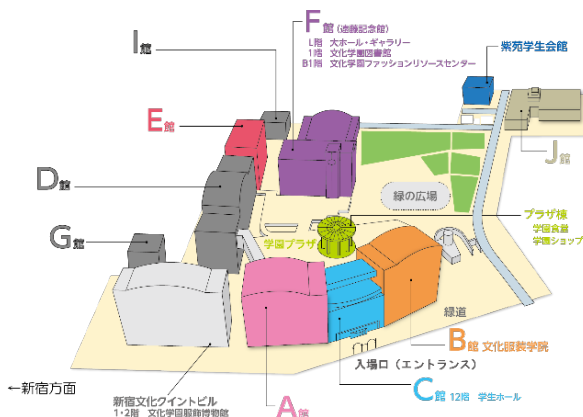 F館(遠藤記念館)
L階 大ホール・ギャラリー
1階 文化学園図書館
B1階 文化学園ファッションリソースセンター
I館
紫苑学生会館
E館
J館
D館
緑の広場
プラザ棟
学園食堂
学園ショップ
G館
学園プラザ
緑道
B館 文化服装学院
入場口(エントランス)
←新宿方面
新宿文化クイントビル
1・2階 文化学園服飾博物館
A館
C館 12階 学生ホール